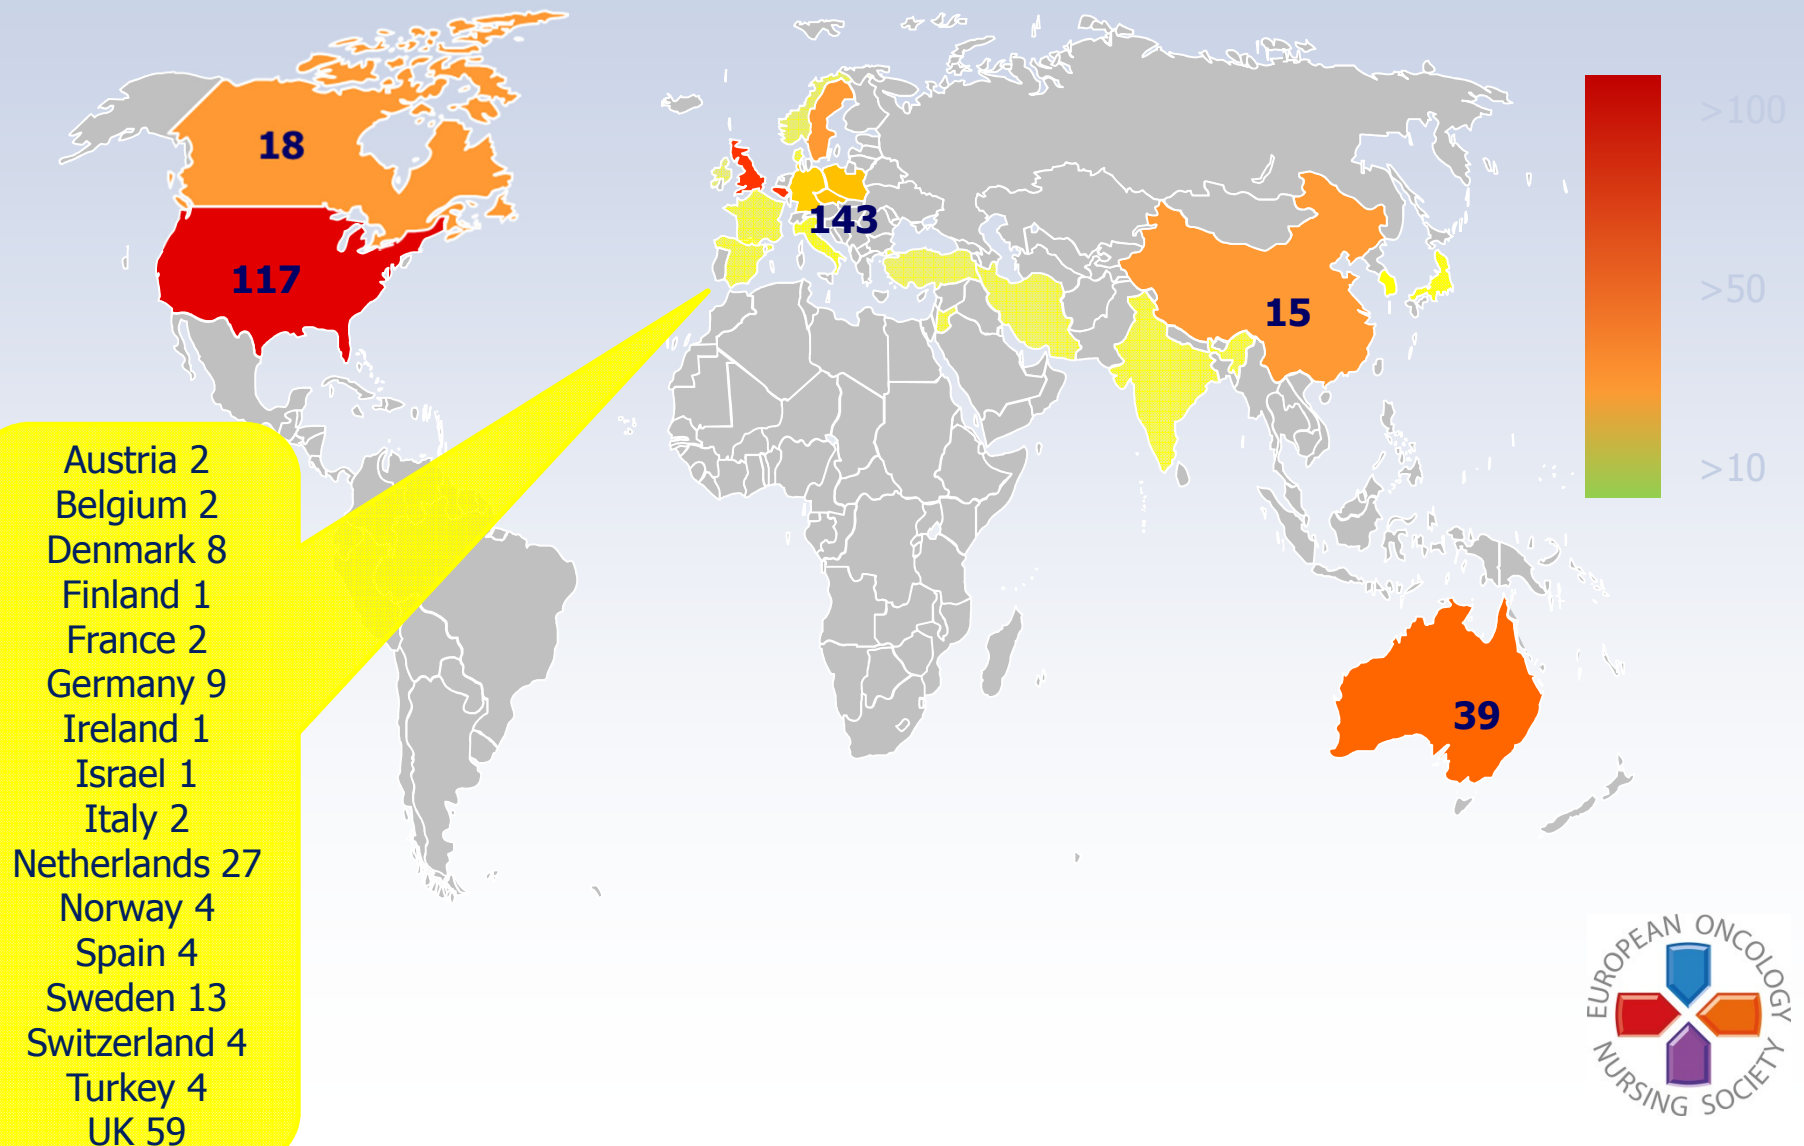 18
117
143
15
39
>100
>50
>10
Austria 2
Belgium 2
Denmark 8
Finland 1
France 2
Germany 9
Ireland 1
Israel 1
Italy 2
Netherlands 27
Norway 4
Spain 4
Sweden 13
Switzerland 4
Turkey 4
UK 59
EUROPEAN ONCOLOGY
NURSING SOCIETY